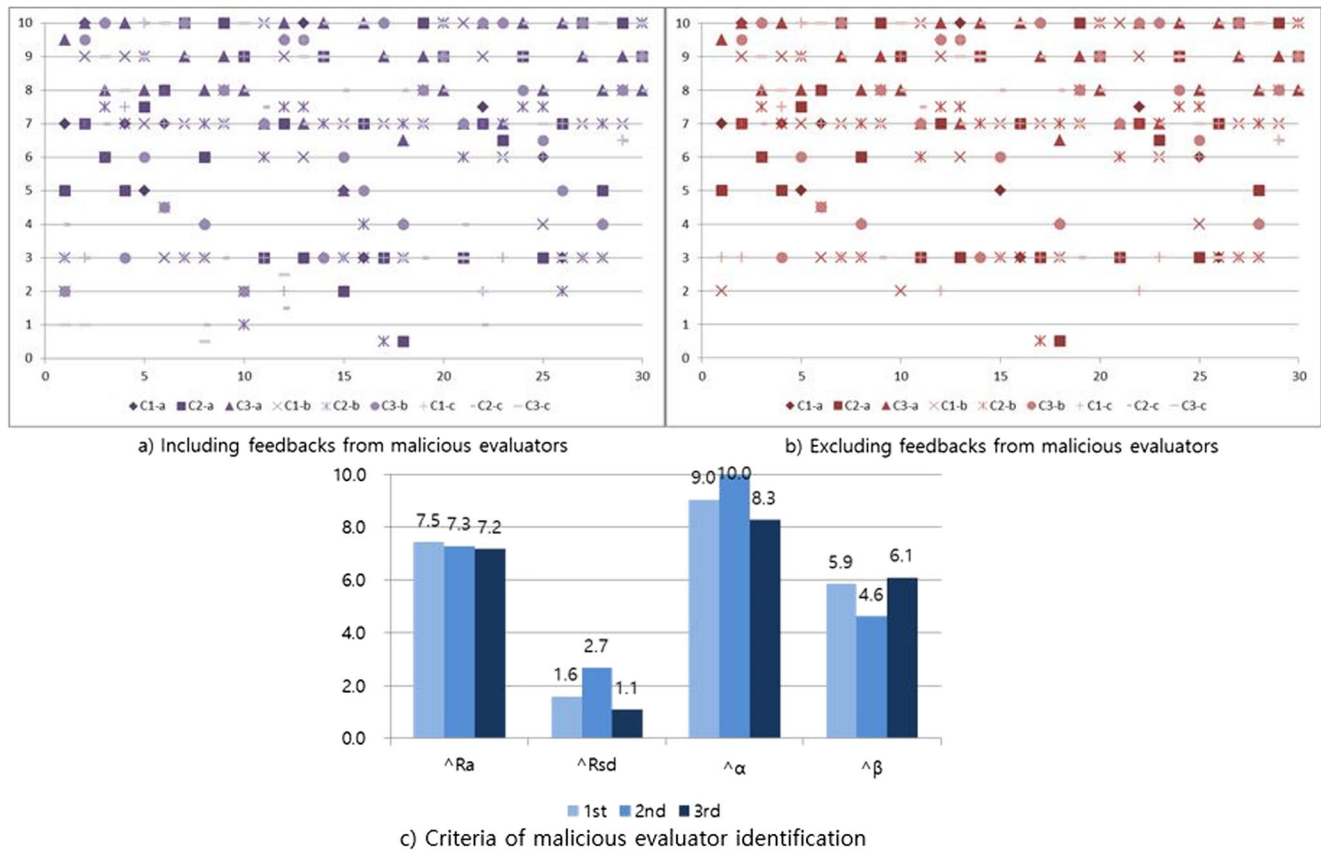 10
9
8
7
6
5
4
3
2
1
0
0 5 10 15 20 25 30
C1-a C2-a C3-a C1-b C2-b C3-b C1-c C2-c C3-c
a) Including feedbacks from malicious evaluators
10
9
8
7
6
5
4
3
2
1
0
0 5 10 15 20 25 30
C1-a C2-a C3-a C1-b C2-b C3-b C1-c C2-c C3-c
b) Excluding feedbacks from malicious evaluators
10.0
8.0
6.0
4.0
2.0
0.0
7.5 7.3 7.2
1.6 2.7 1.1
9.0 10.0 8.3
5.9 4.6 6.1
^Ra ^Rsd ^α ^β
1st 2nd 3rd
c) Criteria of malicious evaluator identification